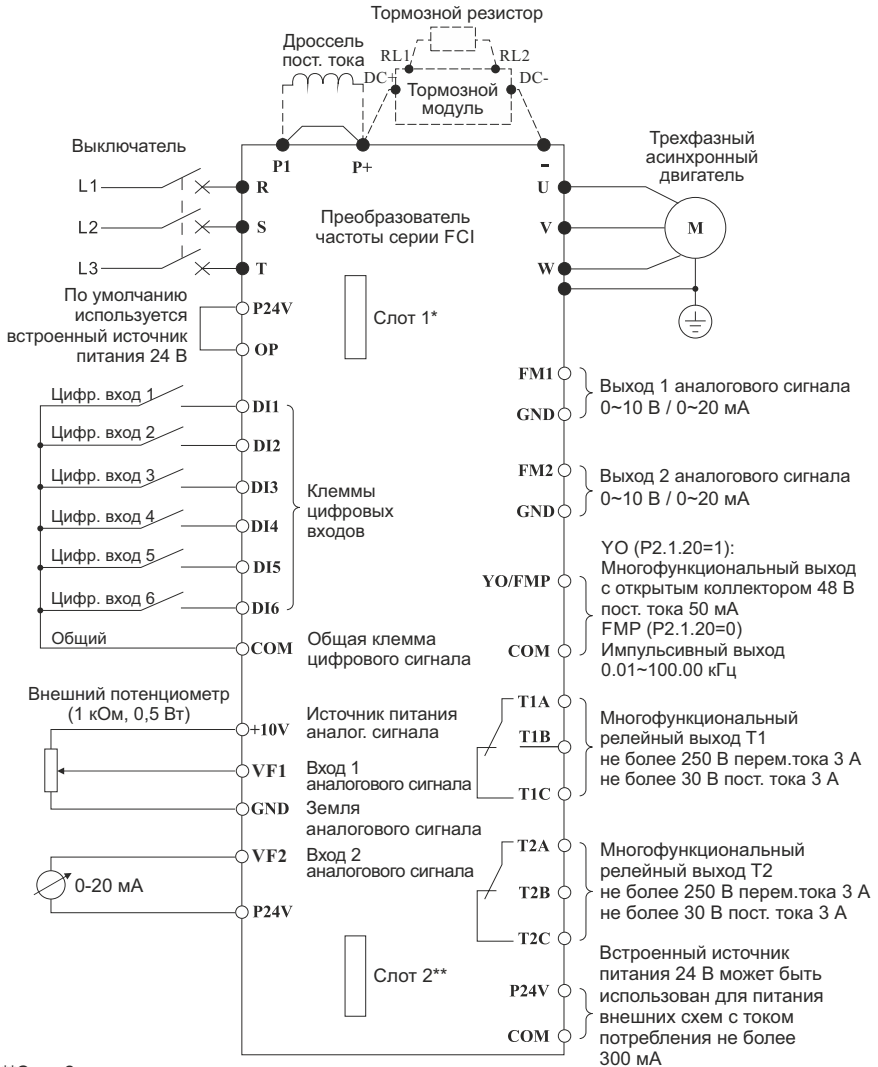 Тормозной резистор
Дроссель
пост. тока
RL1
RL2
DC+
DC-
Тормозной
модуль
Выключатель
P1
P+
-
Трехфазный
асинхронный
двигатель
L1
R
U
L2
S
V
M
L3
T
W
Преобразователь
частоты серии FCI
По умолчанию
используется
встроенный источник
питания 24 В
P24V
OP
Слот 1*
Цифр. вход 1
DI1
Цифр. вход 2
DI2
Цифр. вход 3
DI3
Цифр. вход 4
DI4
Цифр. вход 5
DI5
Цифр. вход 6
DI6
Клеммы
цифровых
входов
Общий
COM
Общая клемма
цифрового сигнала
FM1
GND
Выход 1 аналогового сигнала
0~10 В / 0~20 мА
FM2
GND
Выход 2 аналогового сигнала
0~10 В / 0~20 мА
YO/FMP
COM
YO (P2.1.20=1):
Многофункциональный выход
с открытым коллектором 48 В
пост. тока 50 мА
FMP (P2.1.20=0)
Импульсивный выход
0.01~100.00 кГц
Внешний потенциометр
(1 кОм, 0,5 Вт)
+10V
Источник питания
аналог. сигнала
VF1
Вход 1
аналогового сигнала
GND
Земля
аналогового сигнала
VF2
Вход 2
аналогового сигнала
0-20 мА
P24V
T1A
T1B
T1C
Многофункциональный
релейный выход T1
не более 250 В перем.тока 3 А
не более 30 В пост. тока 3 А
T2A
T2B
T2C
Многофункциональный
релейный выход T2
не более 250 В перем.тока 3 А
не более 30 В пост. тока 3 А
Слот 2**
P24V
COM
Встроенный источник
питания 24 В может быть
использован для питания
внешних схем с током
потребления не более
300 мА